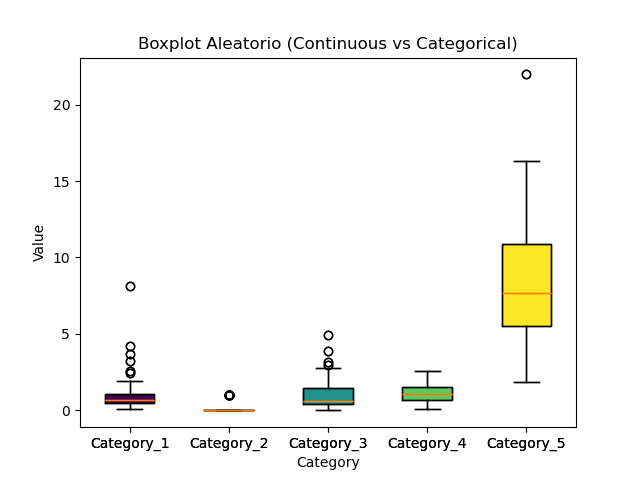 Boxplot Aleatorio (Continuous vs Categorical)
20
15
10
5
0
Value
Category_1 Category_2 Category_3 Category_4 Category_5
Category